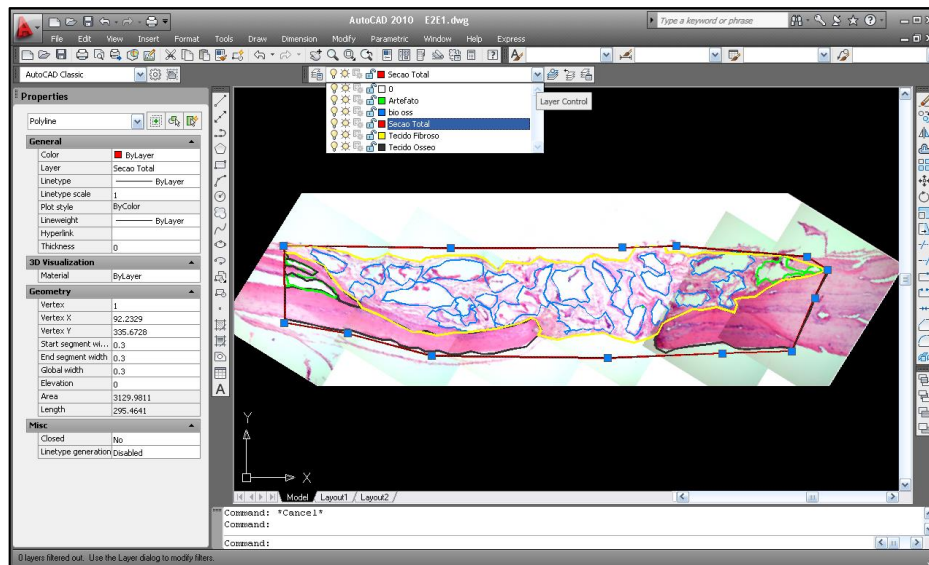 AutoCAD 2010 E2E1.dwg
Type a keyword or phrase
File Edit View Insert Format Tools Draw Dimension Modify Parametric Window Help Express
AutoCAD Classic
Secao Total
0
Artefato
bio oss
Secao Total
Tecido Fibroso
Tecido Osseo
Layer Control
Properties
Polyline
General
Color ByLayer
Layer Secao Total
Linetype ByLayer
Linetype scale 1
Plot style ByColor
Lineweight ByLayer
Hyperlink
Thickness 0
3D Visualization
Material ByLayer
Geometry
Vertex 1
Vertex X 92.2329
Vertex Y 335.6728
Start segment wi... 0.3
End segment width 0.3
Global width 0.3
Elevation 0
Area 3129.9811
Length 295.4641
Misc
Closed No
Linetype generation Disabled
Y
X
Model Layout1 Layout2
Command: *Cancel*
Command:
Command:
0 layers filtered out. Use the Layer dialog to modify filters.